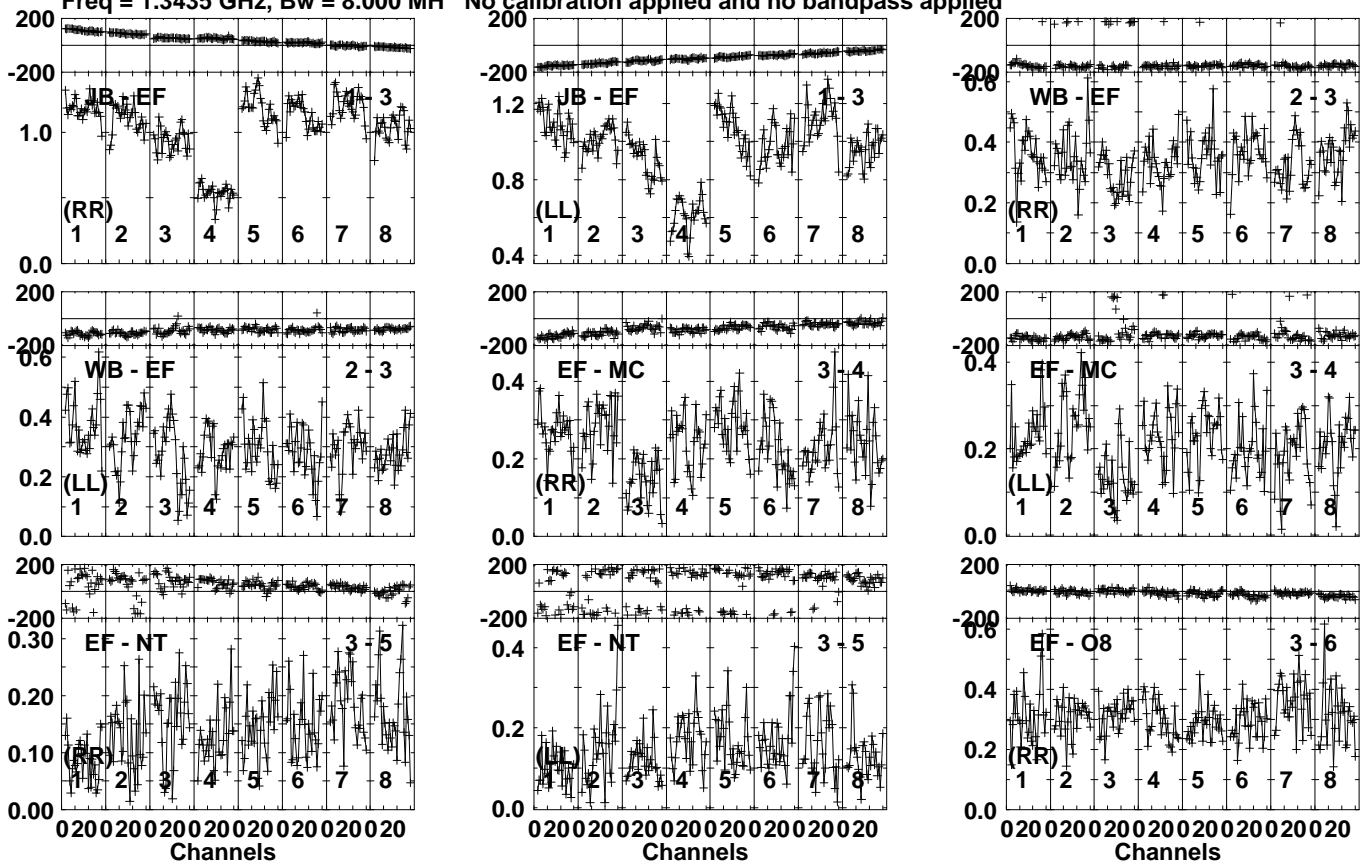 Freq = 1.3435 GHz, Bw = 8.000 MH No calibration applied and no bandpass applied
200
-200
JB - EF 1 - 3
1.0
(RR)
1 2 3 4 5 6 7 8
0.0
JB - EF 1 - 3
200
-200
1.2
0.8
(LL)
1 2 3 4 5 6 7 8
0.4
200
-200
0.6
WB - EF 2 - 3
0.4
0.2
(RR)
1 2 3 4 5 6 7 8
0.0
200
-200
0.6
WB - EF 2 - 3
0.4
0.2
(LL)
1 2 3 4 5 6 7 8
0.0
200
-200
EF - MC 3 - 4
0.4
0.2
(RR)
1 2 3 4 5 6 7 8
0.0
200
-200
EF - MC 3 - 4
0.4
0.2
(LL)
1 2 3 4 5 6 7 8
0.0
200
-200
0.30
EF - NT 3 - 5
0.20
0.10
(RR)
1 2 3 4 5 6 7 8
0.00
0 20 0 20 0 20 0 20 0 20 0 20 0 20 0 20
Channels
200
-200
EF - NT 3 - 5
0.4
0.2
(LL)
1 2 3 4 5 6 7 8
0.0
0 20 0 20 0 20 0 20 0 20 0 20 0 20 0 20
Channels
200
-200
0.6
EF - O8 3 - 6
0.4
0.2
(RR)
1 2 3 4 5 6 7 8
0.0
0 20 0 20 0 20 0 20 0 20 0 20 0 20 0 20
Channels